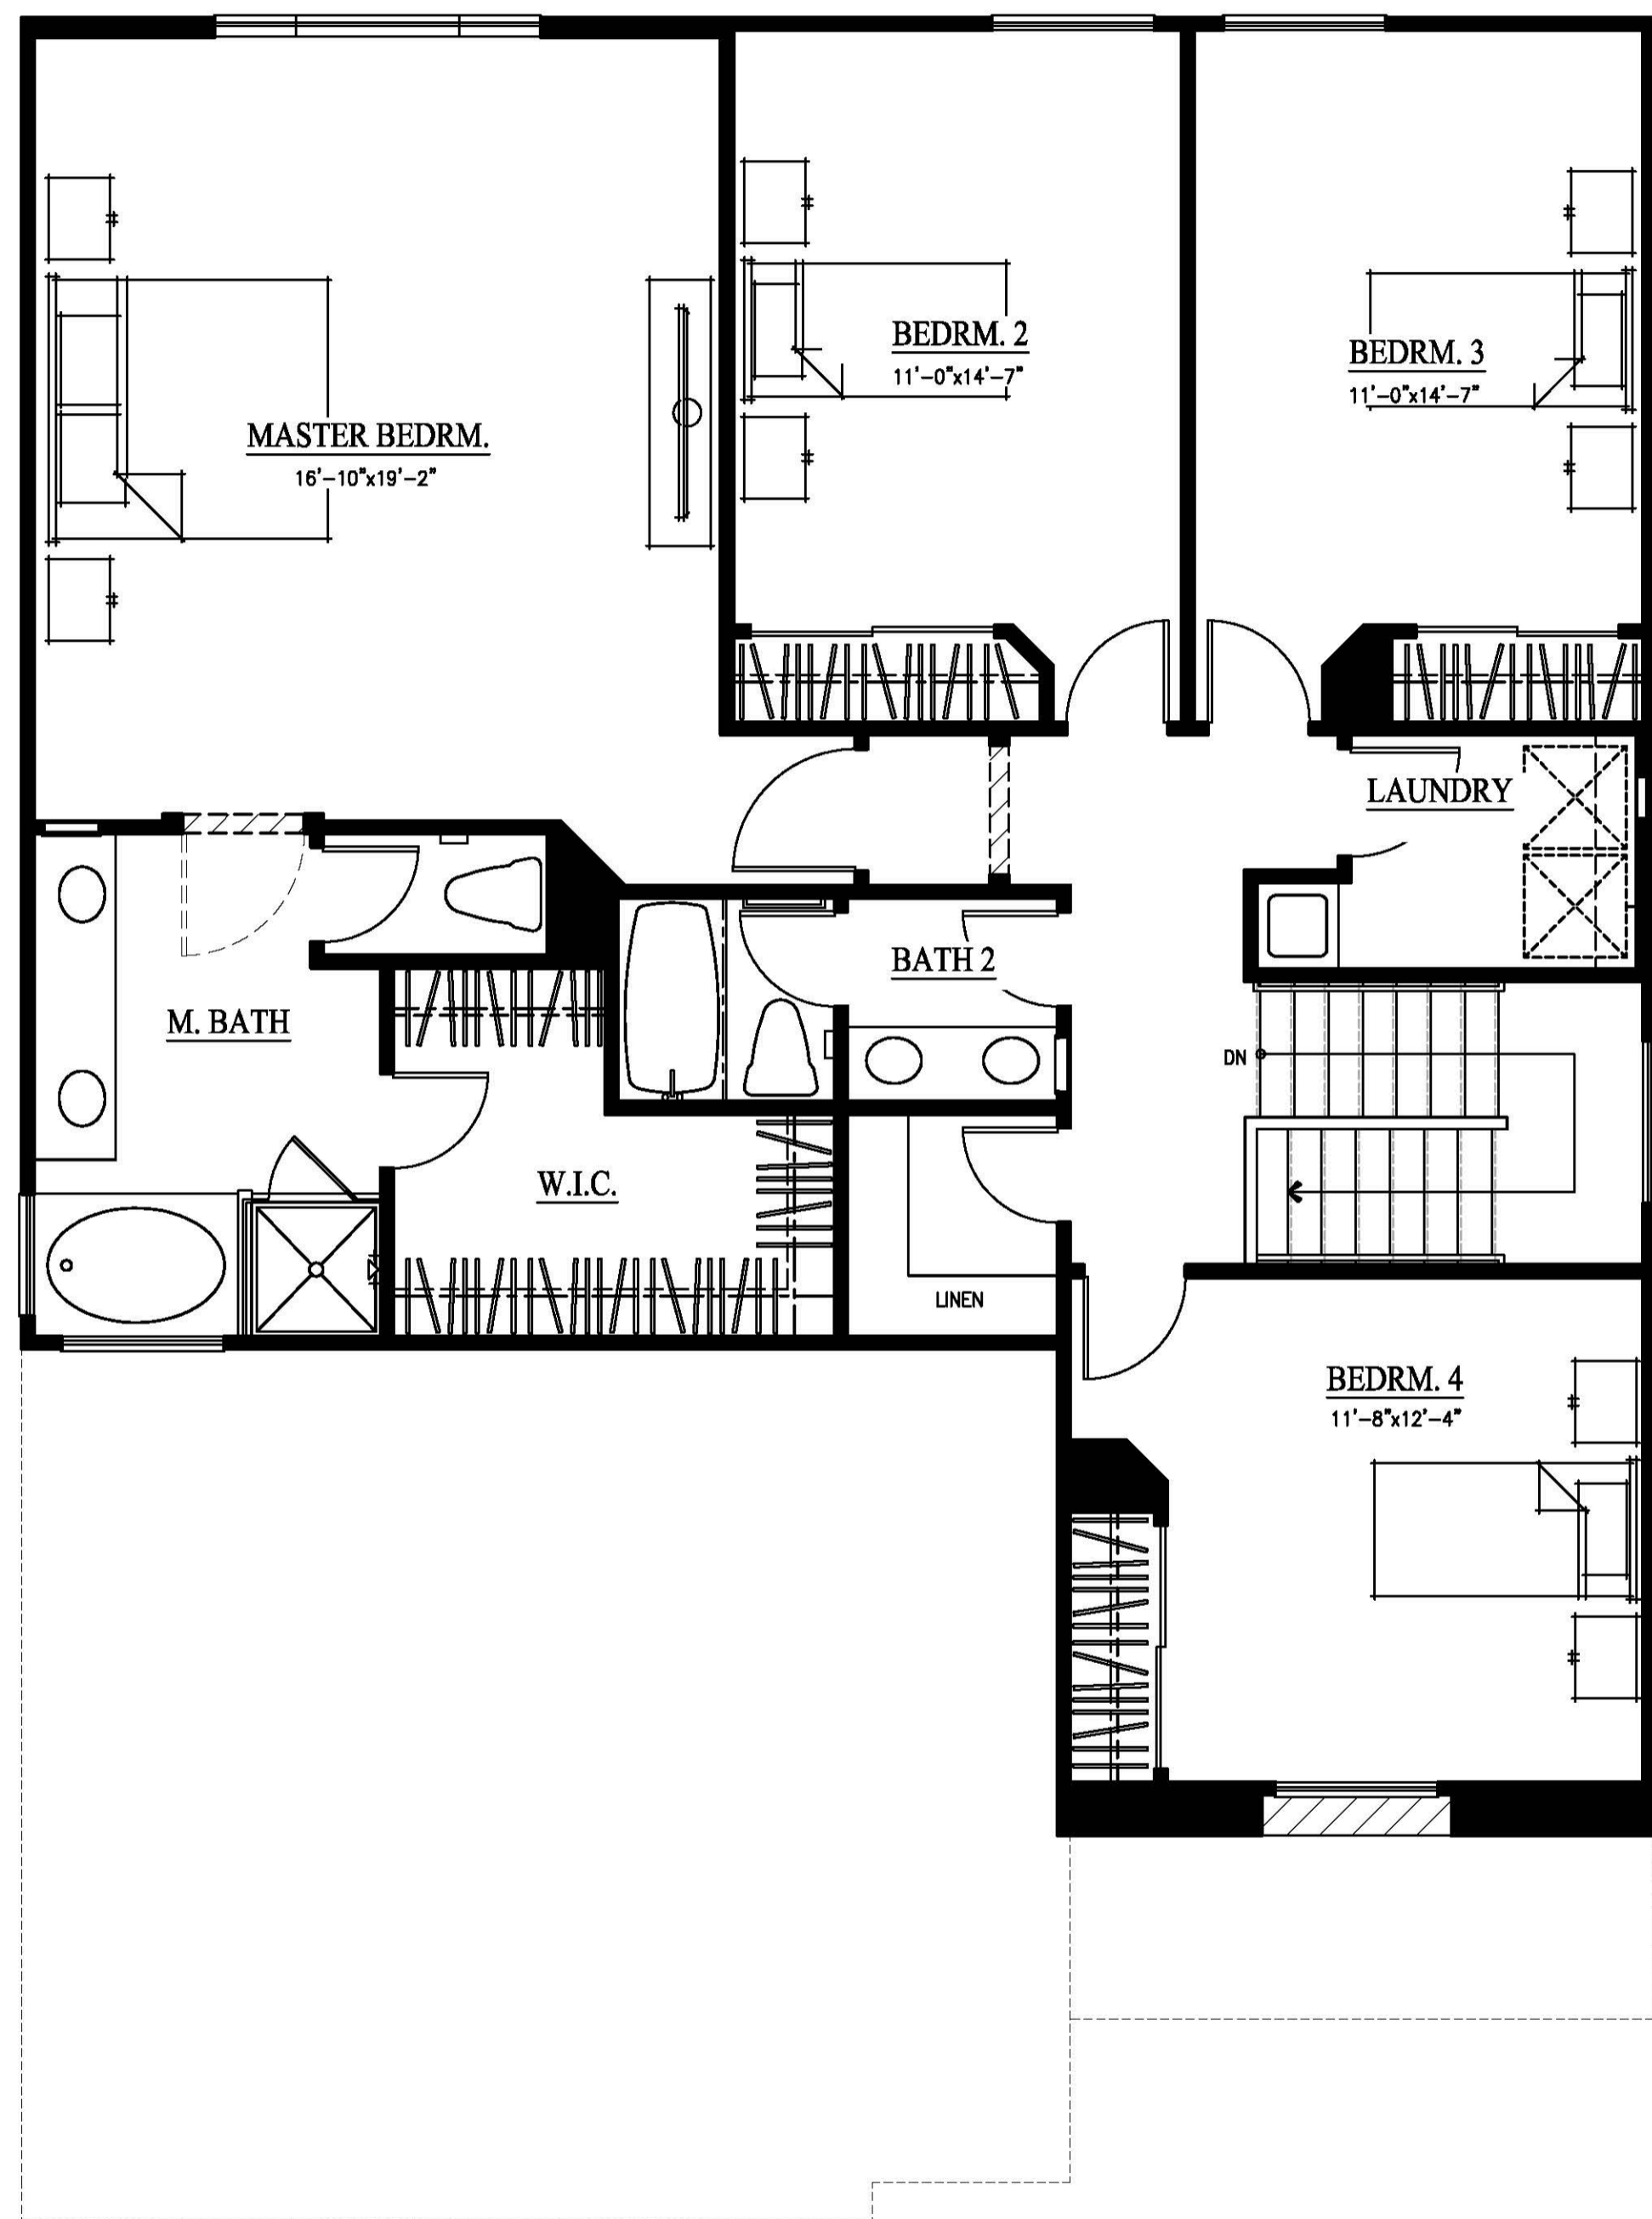 BEDRM. 2
11'-0"x14'-7"
BEDRM. 3
11'-0"x14'-7"
MASTER BEDRM.
16'-10"x19'-2"
LAUNDRY
BATH 2
M. BATH
DN
W.I.C.
LINEN
BEDRM. 4
11'-8"x12'-4"